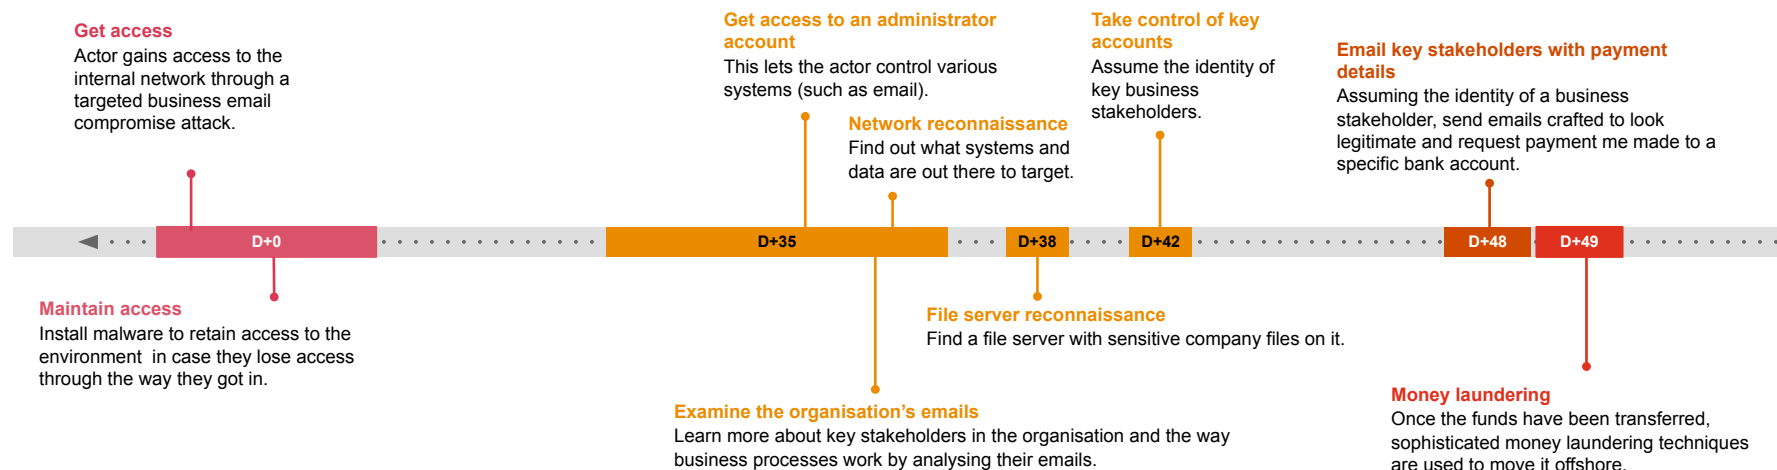 Get access
Actor gains access to the
internal network through a
targeted business email
compromise attack.
Get access to an administrator
account
This lets the actor control various
systems (such as email).
Network reconnaissance
Find out what systems and
data are out there to target.
Take control of key
accounts
Assume the identity of
key business
stakeholders.
Email key stakeholders with payment
details
Assuming the identity of a business
stakeholder, send emails crafted to look
legitimate and request payment me made to a
specific bank account.
D+0
D+35
D+38
D+42
D+48
D+49
Maintain access
Install malware to retain access to the
environment in case they lose access
through the way they got in.
File server reconnaissance
Find a file server with sensitive company files on it.
Examine the organisation’s emails
Learn more about key stakeholders in the organisation and the way
business processes work by analysing their emails.
Money laundering
Once the funds have been transferred,
sophisticated money laundering techniques
are used to move it offshore.